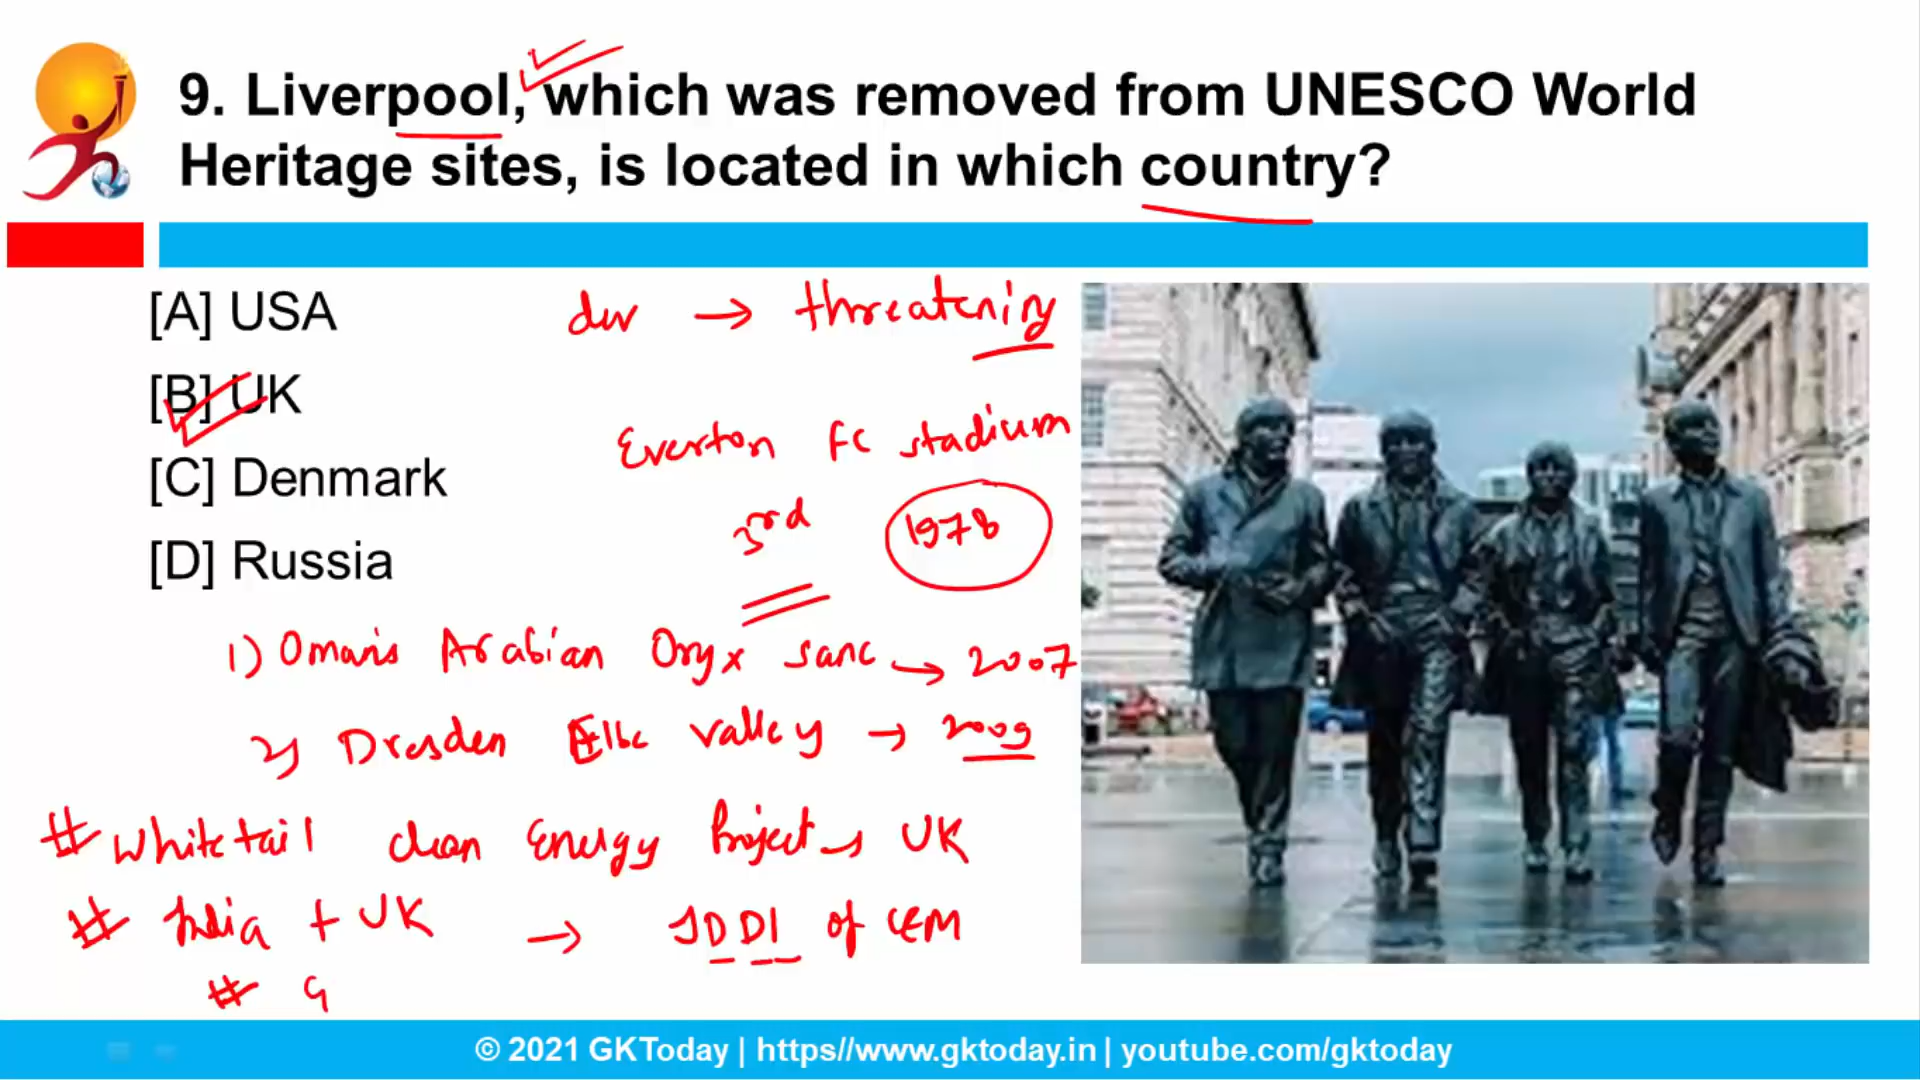 9. Liverpool, which was removed from UNESCO World
Heritage sites, is located in which country?
[A] USA
dev → threatening
[B] UK
Everton FC stadium
[C] Denmark
3rd 1978
[D] Russia
1) Oman's Arabian Oryx sanc → 2007
2) Dresden Elbe valley → 2009
# Whitetail clean Energy Project → UK
# India + UK → IDDI of CEM
# G
© 2021 GKToday | https//www.gktoday.in | youtube.com/gktoday